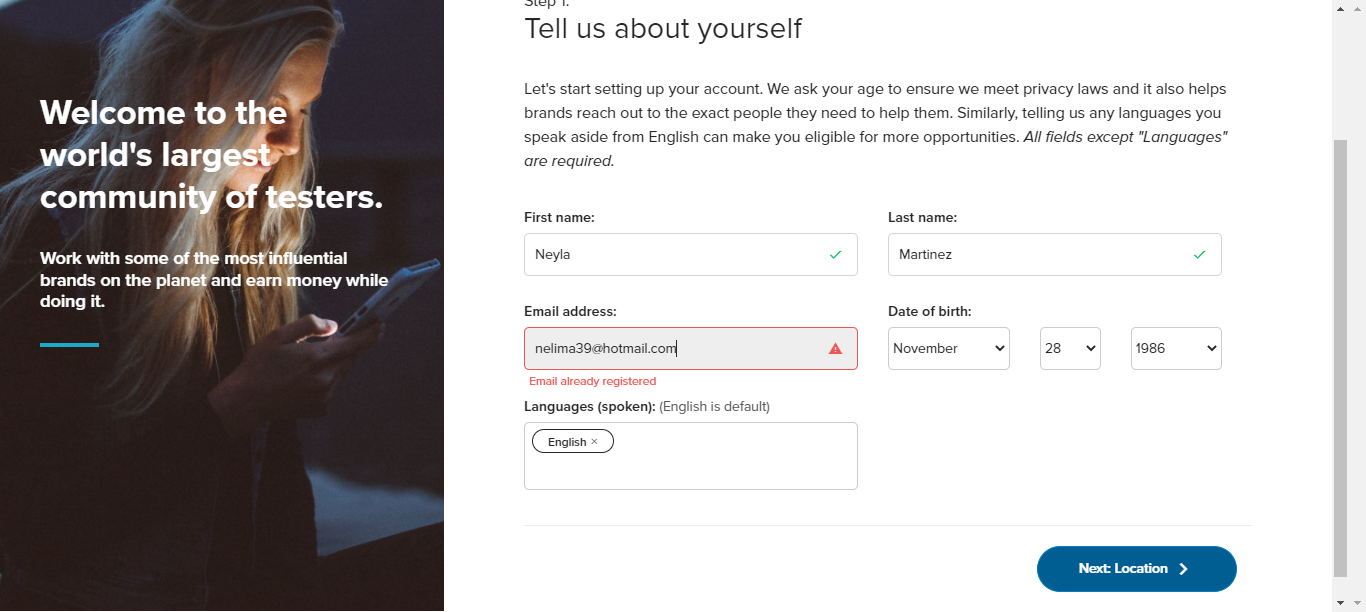 Step 1.
Tell us about yourself
Welcome to the
world's largest
community of testers.
Work with some of the most influential
brands on the planet and earn money while
doing it.
Let's start setting up your account. We ask your age to ensure we meet privacy laws and it also helps
brands reach out to the exact people they need to help them. Similarly, telling us any languages you
speak aside from English can make you eligible for more opportunities. All fields except "Languages"
are required.
First name:
Last name:
Neyla
Martinez
Email address:
Date of birth:
nelima39@hotmail.com
November
28
1986
Email already registered
Languages (spoken): (English is default)
English ×
Next: Location